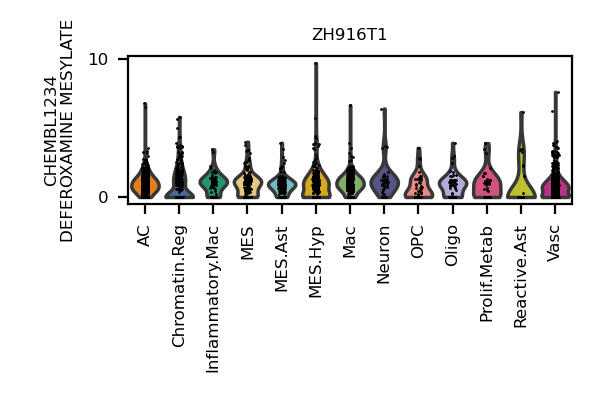 ZH916T1
CHEMBL1234
DEFEROXAMINE MESYLATE
10
0
AC
Chromatin.Reg
Inflammatory.Mac
MES
MES.Ast
MES.Hyp
Mac
Neuron
OPC
Oligo
Prolif.Metab
Reactive.Ast
Vasc